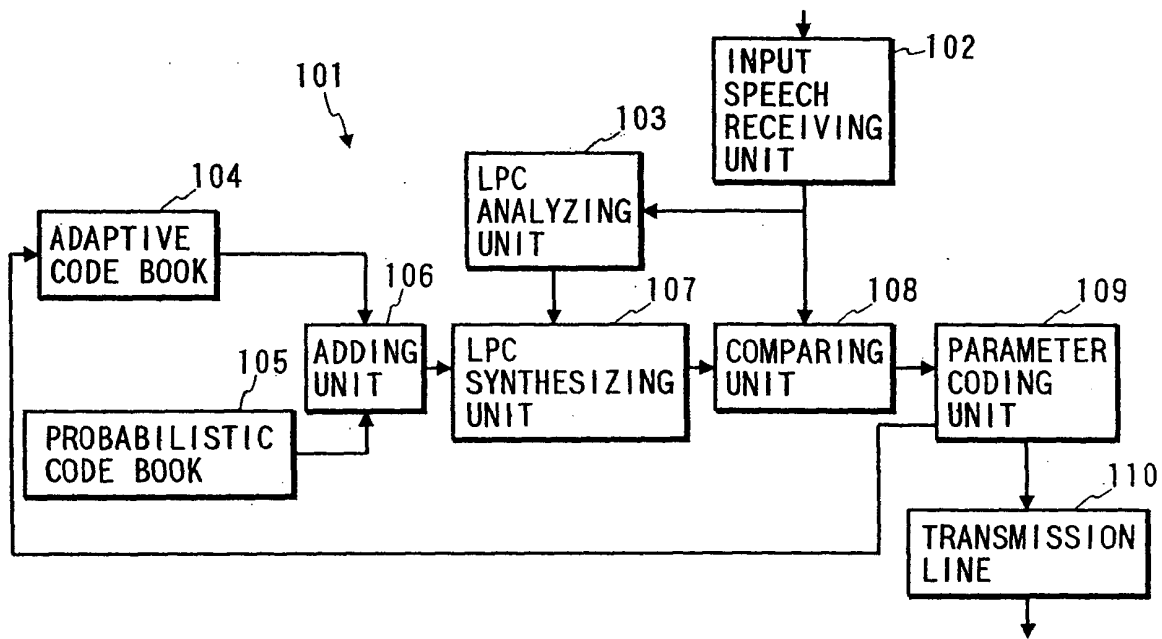 101
102
INPUT
SPEECH
RECEIVING
UNIT
103
LPC
ANALYZING
UNIT
104
ADAPTIVE
CODE BOOK
105
PROBABILISTIC
CODE BOOK
106
ADDING
UNIT
107
LPC
SYNTHESIZING
UNIT
108
COMPARING
UNIT
109
PARAMETER
CODING
UNIT
110
TRANSMISSION
LINE